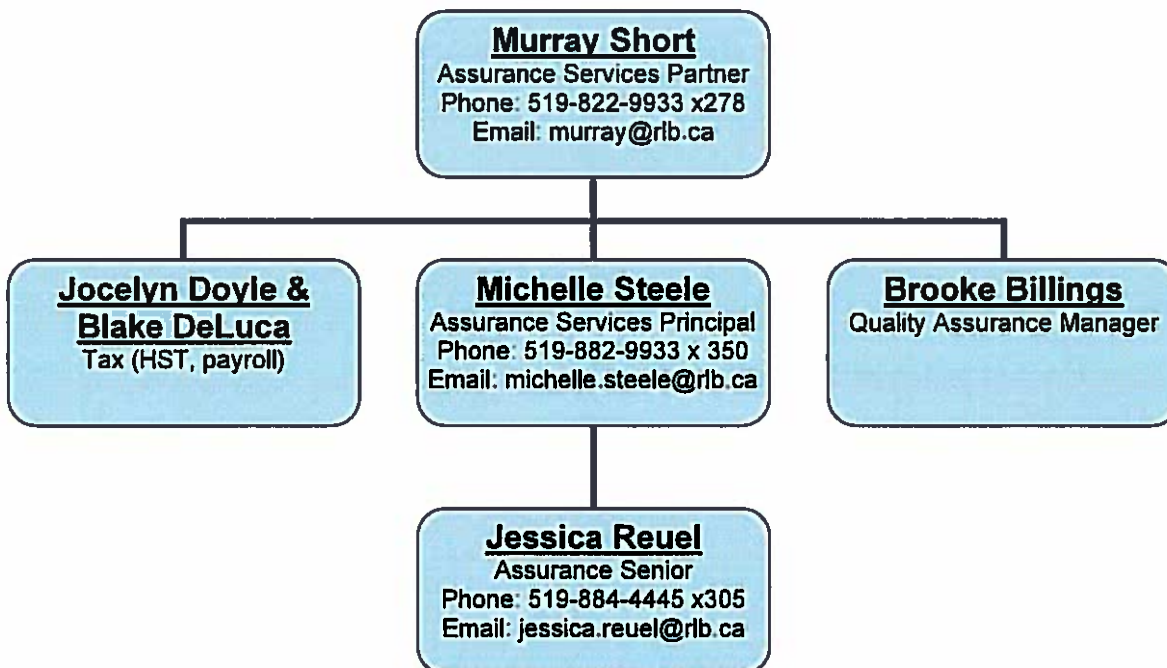 Murray Short
Assurance Services Partner
Phone: 519-822-9933 x278
Email: murray@rlb.ca
Jocelyn Doyle &
Blake DeLuca
Tax (HST, payroll)
Michelle Steele
Assurance Services Principal
Phone: 519-882-9933 x 350
Email: michelle.steele@rlb.ca
Brooke Billings
Quality Assurance Manager
Jessica Reuel
Assurance Senior
Phone: 519-884-4445 x305
Email: jessica.reuel@rlb.ca